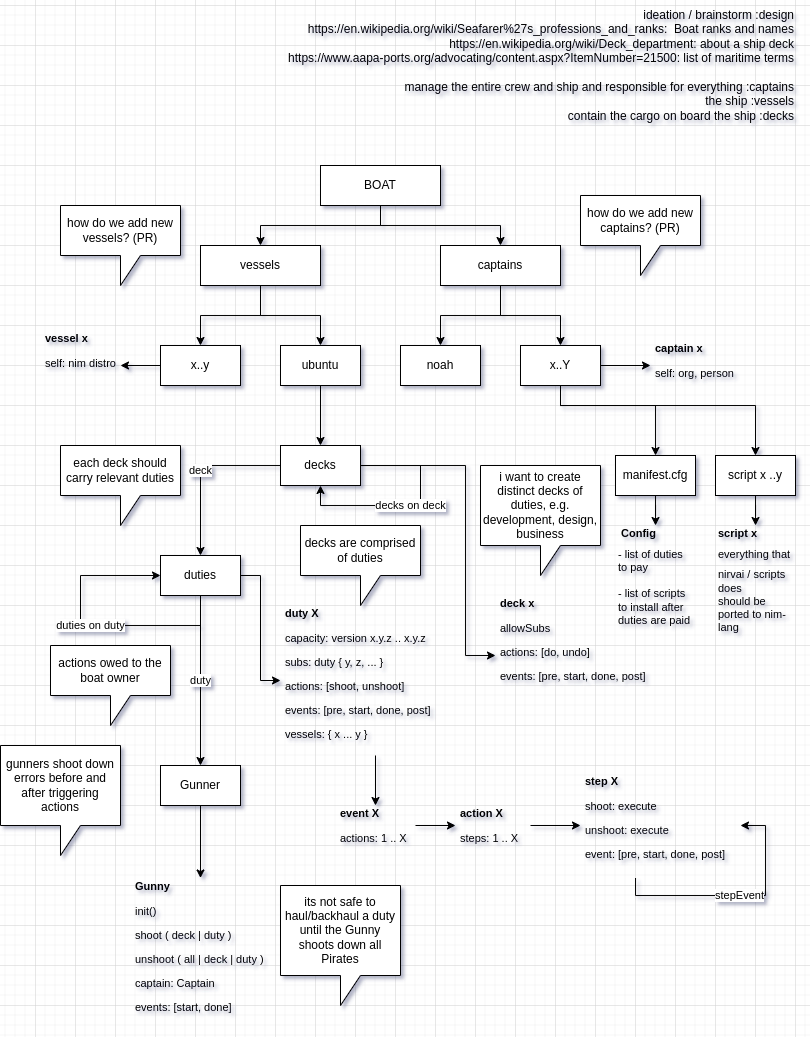 ideation / brainstorm :design
https://en.wikipedia.org/wiki/Seafarer%27s_professions_and_ranks: Boat ranks and names
https://en.wikipedia.org/wiki/Deck_department: about a ship deck
https://www.aapa-ports.org/advocating/content.aspx?ItemNumber=21500: list of maritime terms
manage the entire crew and ship and responsible for everything :captains
the ship :vessels
contain the cargo on board the ship :decks
BOAT
how do we add new
vessels? (PR)
how do we add new
captains? (PR)
vessels
captains
vessel x
self: nim distro
x..y
ubuntu
noah
x..Y
captain x
self: org, person
each deck should
carry relevant duties
deck
decks
decks on deck
i want to create
distinct decks of
duties, e.g.
development, design,
business
manifest.cfg
script x ..y
Config
- list of duties
to pay
- list of scripts
to install after
duties are paid
script x
everything that
nirvai / scripts
does
should be
ported to nim-
lang
decks are comprised
of duties
duties
duties on duty
duty X
capacity: version x.y.z .. x.y.z
subs: duty { y, z, ... }
actions: [shoot, unshoot]
events: [pre, start, done, post]
vessels: { x ... y }
deck x
allowSubs
actions: [do, undo]
events: [pre, start, done, post]
actions owed to the
boat owner
duty
gunners shoot down
errors before and
after triggering
actions
Gunner
event X
actions: 1 .. X
action X
steps: 1 .. X
step X
shoot: execute
unshoot: execute
event: [pre, start, done, post]
stepEvent
Gunny
init()
shoot ( deck | duty )
unshoot ( all | deck | duty )
captain: Captain
events: [start, done]
its not safe to
haul/backhaul a duty
until the Gunny
shoots down all
Pirates